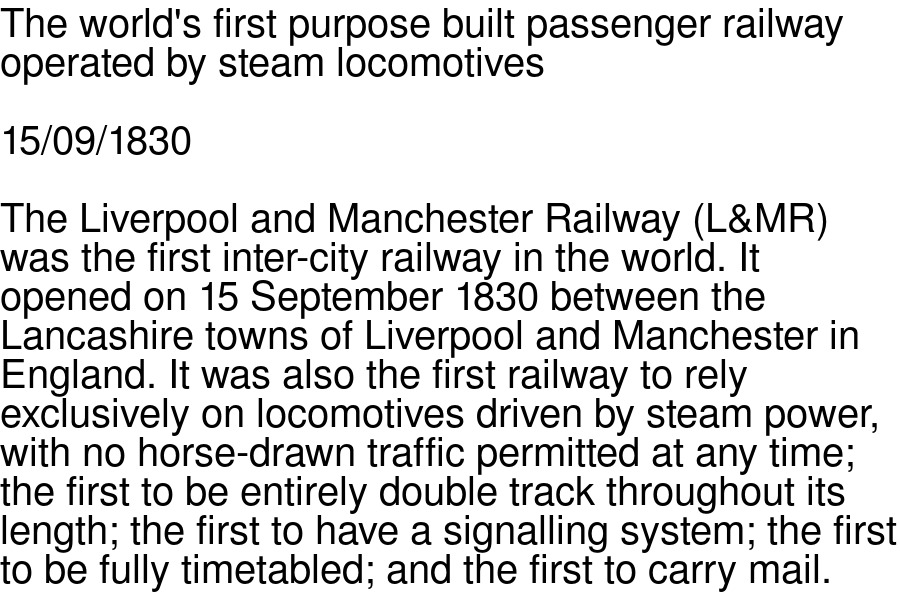 The world's first purpose built passenger railway
operated by steam locomotives
15/09/1830
The Liverpool and Manchester Railway (L&MR)
was the first inter-city railway in the world. It
opened on 15 September 1830 between the
Lancashire towns of Liverpool and Manchester in
England. It was also the first railway to rely
exclusively on locomotives driven by steam power,
with no horse-drawn traffic permitted at any time;
the first to be entirely double track throughout its
length; the first to have a signalling system; the first
to be fully timetabled; and the first to carry mail.